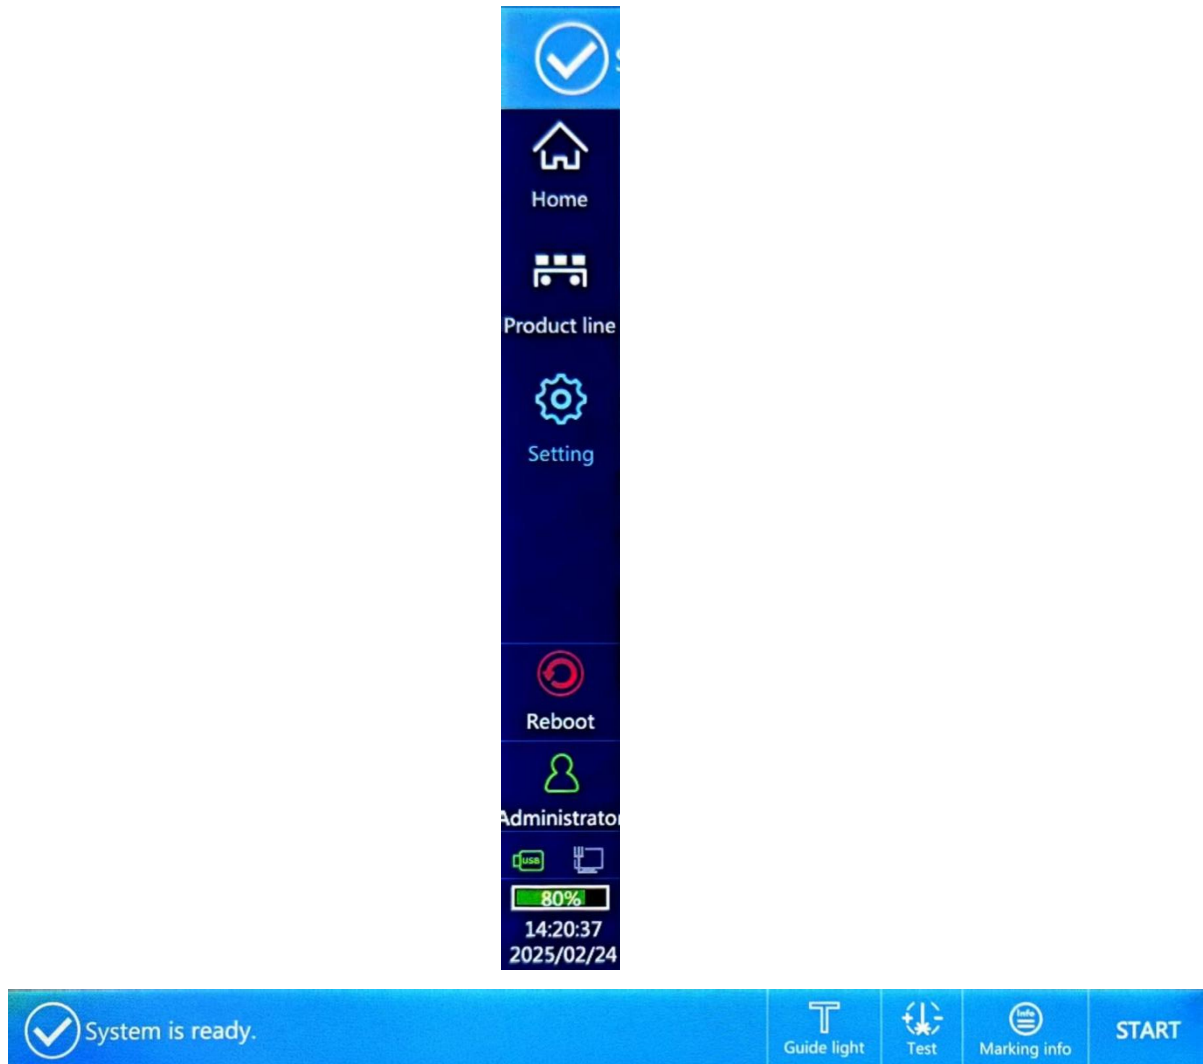 Home
Product line
Setting
Reboot
Administrator
USB
80%
14:20:37
2025/02/24
System is ready.
Guide light
Test
Info
Marking info
START